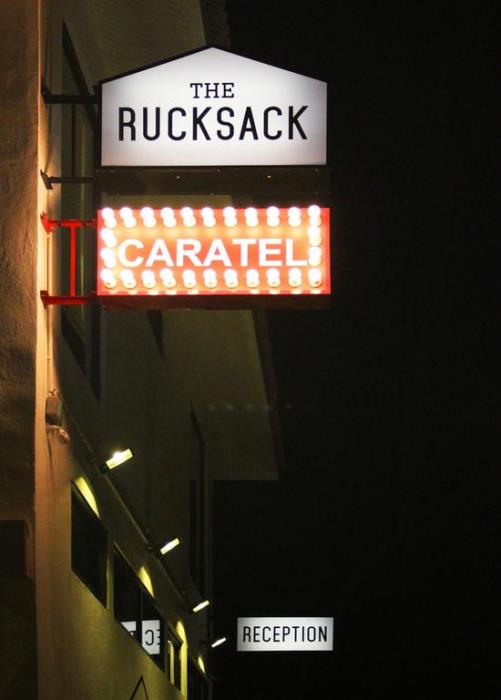 THE
RUCKSACK
CARATEL
RECEPTION